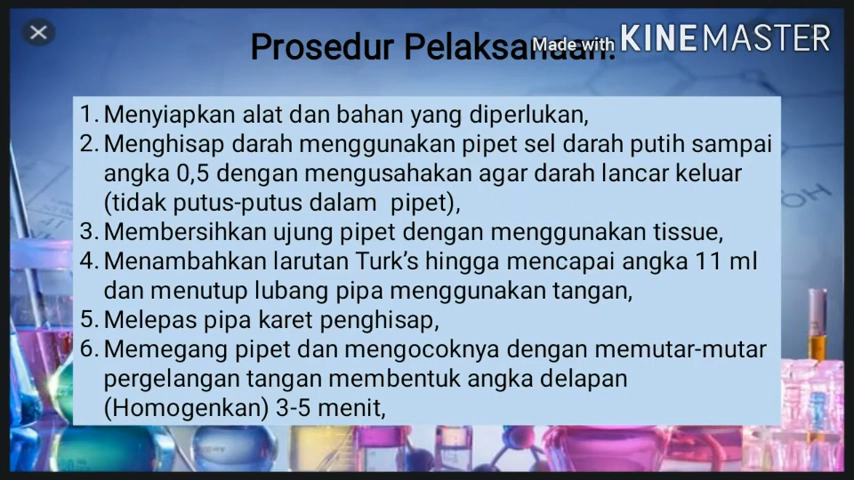 Prosedur Pelaksanaan:
Made with KINEMASTER
1. Menyiapkan alat dan bahan yang diperlukan,
2. Menghisap darah menggunakan pipet sel darah putih sampai
angka 0,5 dengan mengusahakan agar darah lancar keluar
(tidak putus-putus dalam pipet),
3. Membersihkan ujung pipet dengan menggunakan tissue,
4. Menambahkan larutan Turk’s hingga mencapai angka 11 ml
dan menutup lubang pipa menggunakan tangan,
5. Melepas pipa karet penghisap,
6. Memegang pipet dan mengocoknya dengan memutar-mutar
pergelangan tangan membentuk angka delapan
(Homogenkan) 3-5 menit,
OH